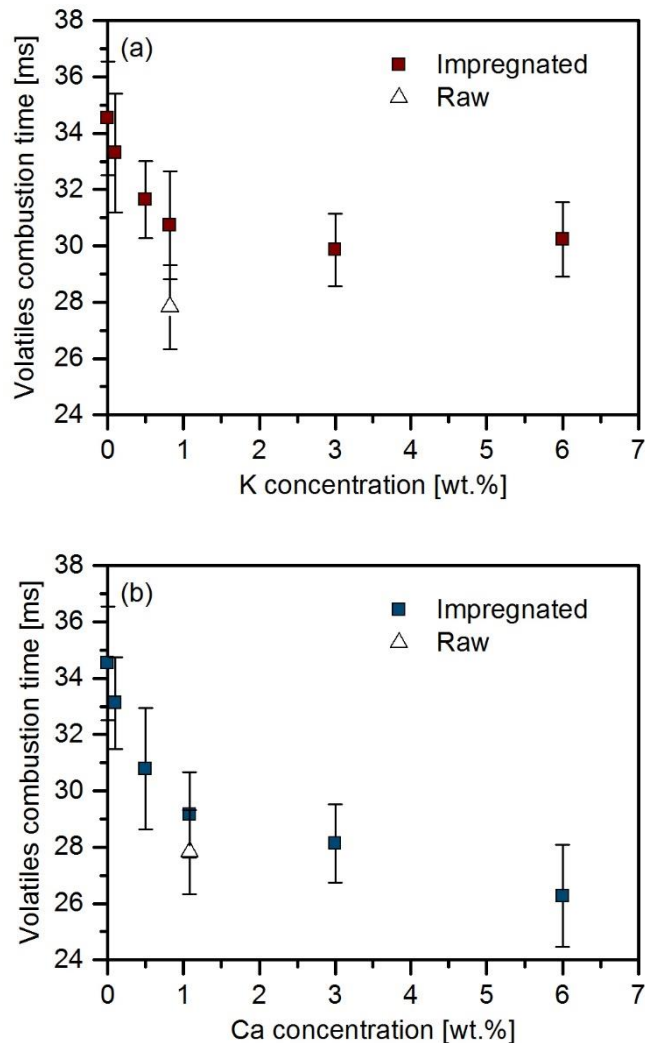 (a)
Impregnated
Raw
Volatiles combustion time [ms]
38
36
34
32
30
28
26
24
0 1 2 3 4 5 6 7
K concentration [wt.%]
(b)
Impregnated
Raw
Volatiles combustion time [ms]
38
36
34
32
30
28
26
24
0 1 2 3 4 5 6 7
Ca concentration [wt.%]